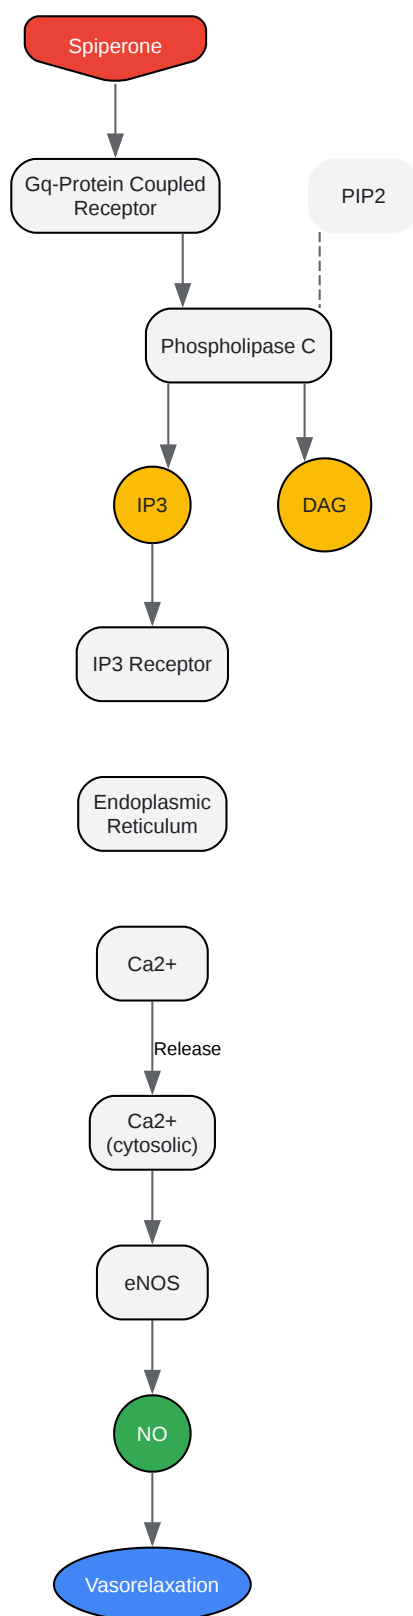 Spiperone
Gq-Protein Coupled
Receptor
PIP2
Phospholipase C
IP3
DAG
IP3 Receptor
Endoplasmic
Reticulum
Ca2+
Release
Ca2+
(cytosolic)
eNOS
NO
Vasorelaxation